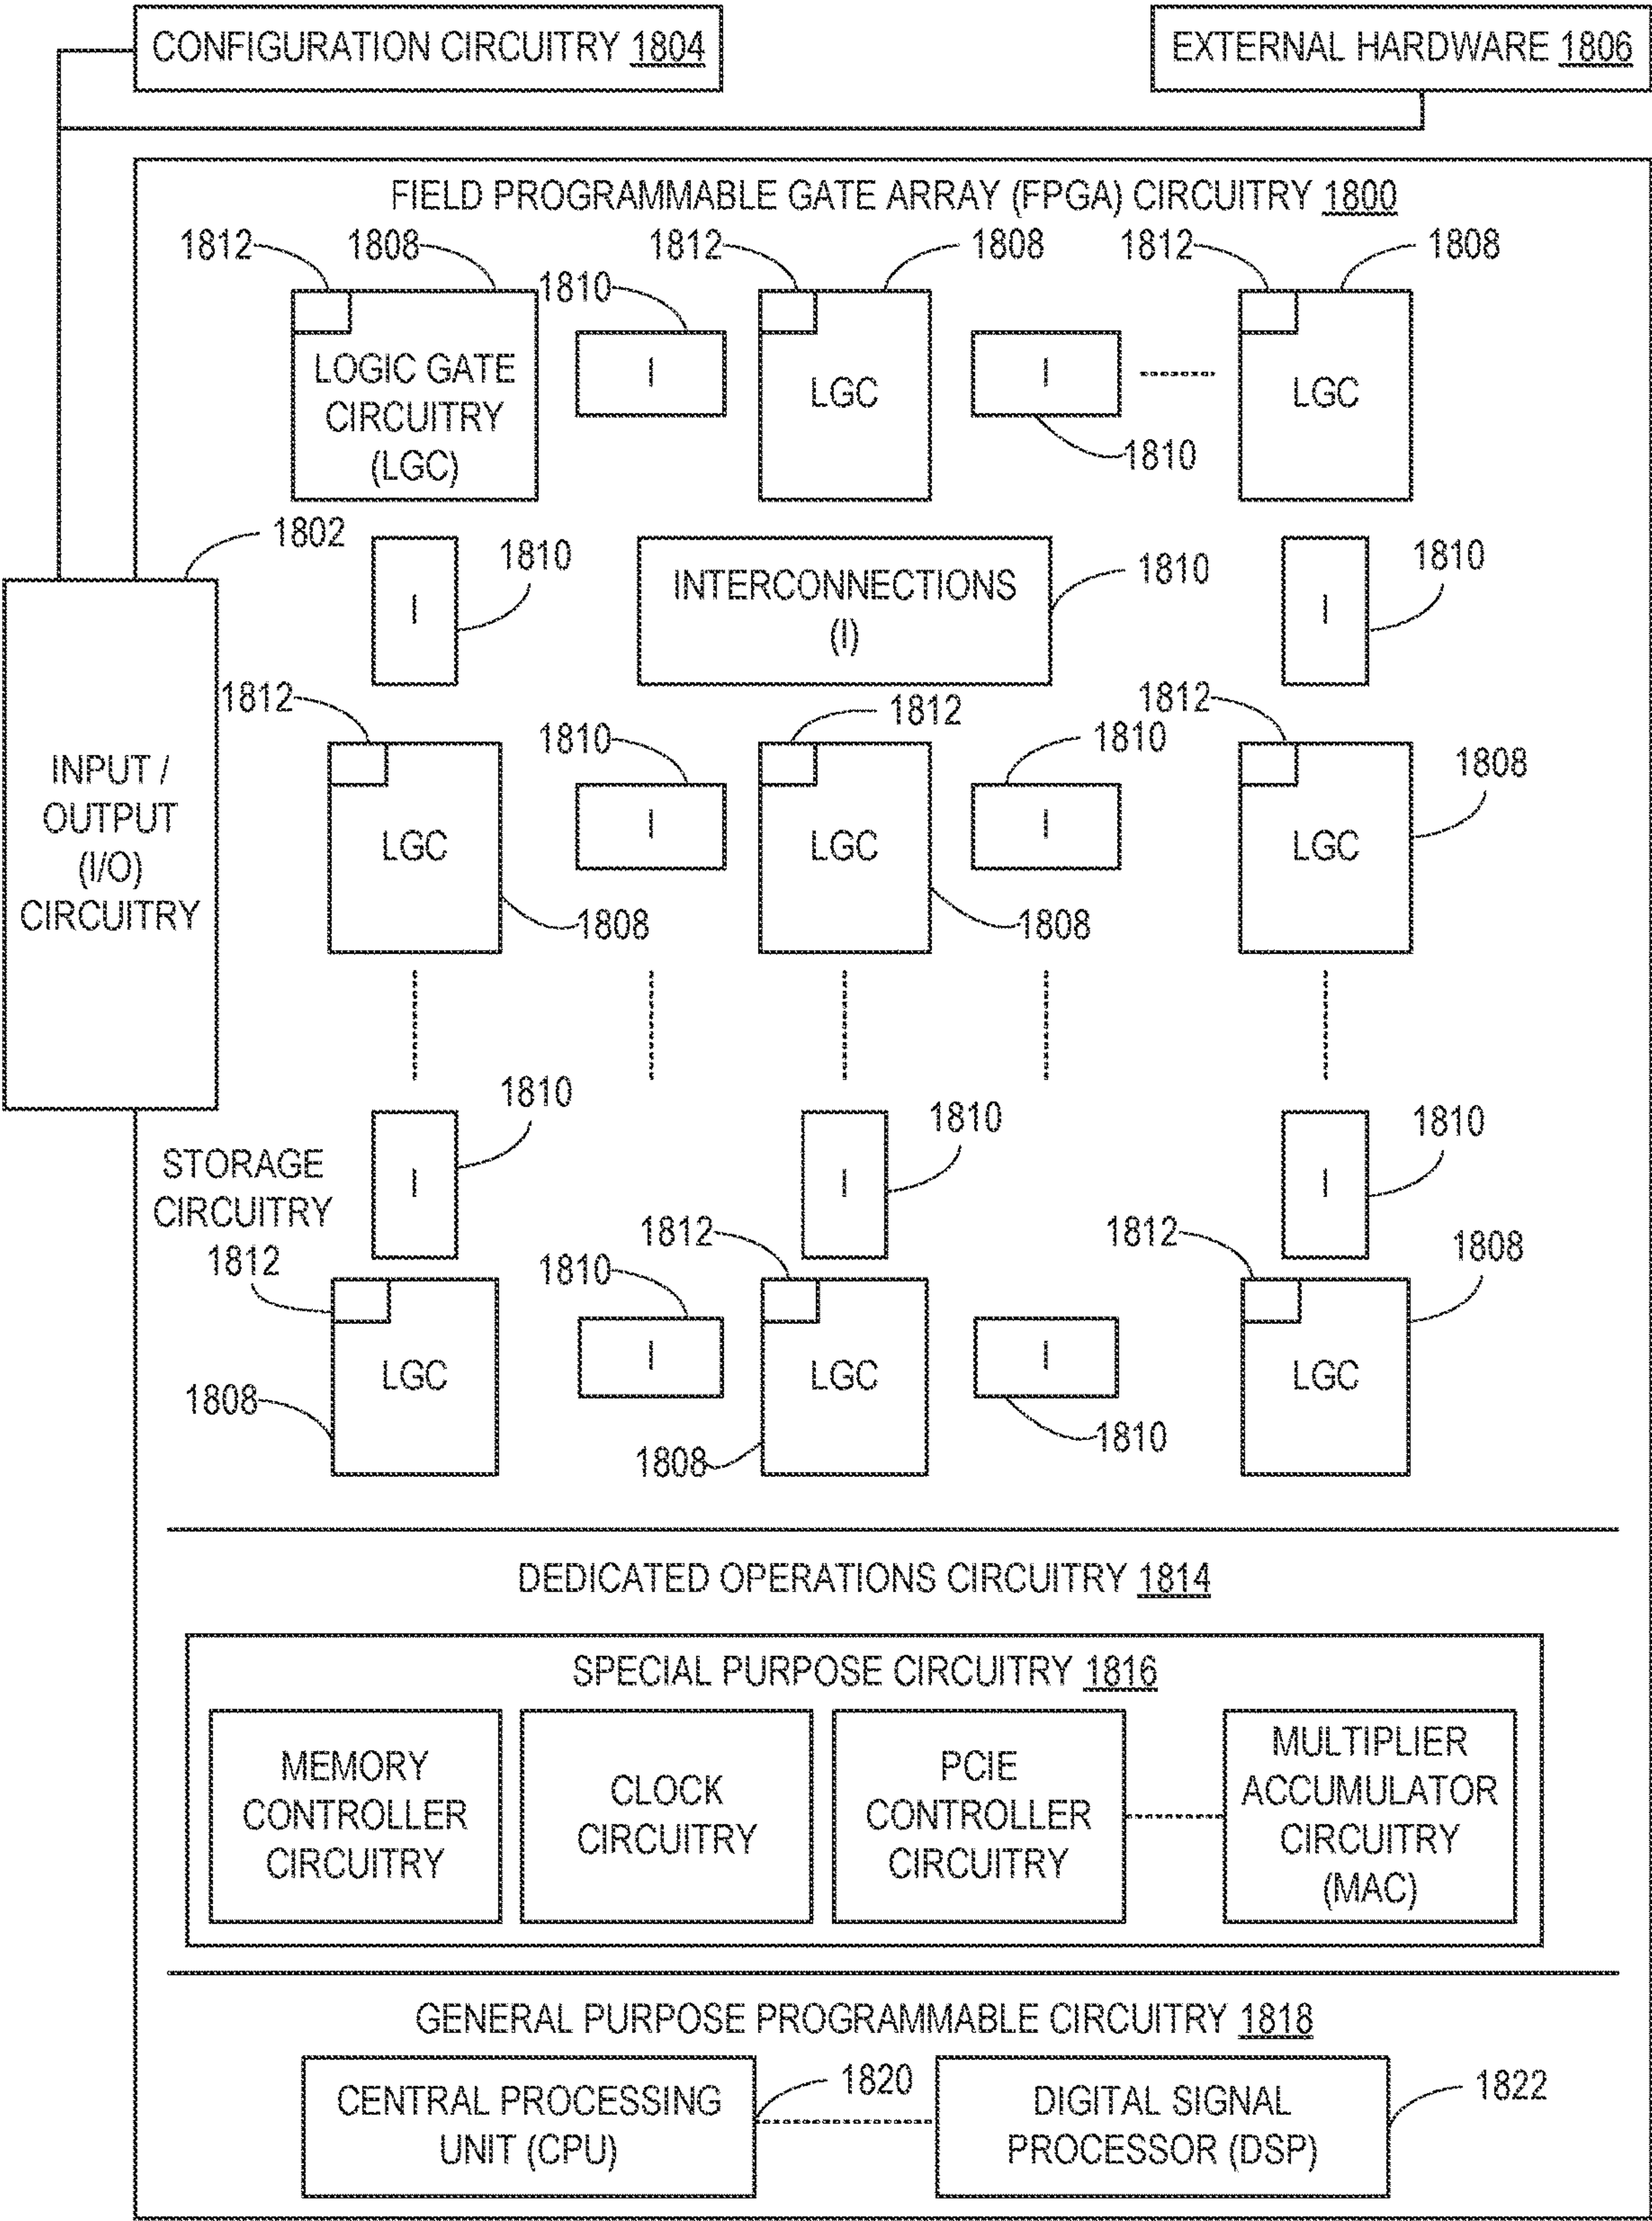 CONFIGURATION CIRCUITRY 1804
EXTERNAL HARDWARE 1806
FIELD PROGRAMMABLE GATE ARRAY (FPGA) CIRCUITRY 1800
1812
1808
1810
1812
1808
1812
1808
LOGIC GATE
CIRCUITRY
(LGC)
I
LGC
I
LGC
1810
1802
I
1810
INTERCONNECTIONS
(I)
1810
I
1810
INPUT /
OUTPUT
(I/O)
CIRCUITRY
1812
1810
1812
1810
1812
1808
LGC
I
LGC
I
LGC
1808
1808
1810
1810
1810
I
I
I
STORAGE
CIRCUITRY
1812
1810
1812
1812
1808
LGC
I
LGC
I
LGC
1808
1808
1810
DEDICATED OPERATIONS CIRCUITRY 1814
SPECIAL PURPOSE CIRCUITRY 1816
MEMORY
CONTROLLER
CIRCUITRY
CLOCK
CIRCUITRY
PCIE
CONTROLLER
CIRCUITRY
MULTIPLIER
ACCUMULATOR
CIRCUITRY
(MAC)
GENERAL PURPOSE PROGRAMMABLE CIRCUITRY 1818
CENTRAL PROCESSING
UNIT (CPU)
1820
DIGITAL SIGNAL
PROCESSOR (DSP)
1822